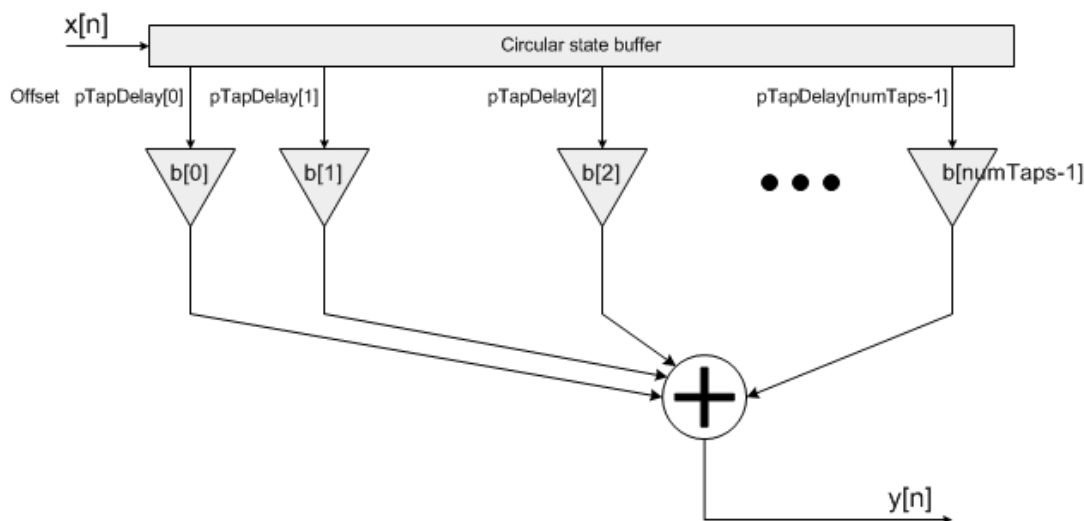 x[n]
Circular state buffer
Offset pTapDelay[0] pTapDelay[1] pTapDelay[2] pTapDelay[numTaps-1]
b[0] b[1] b[2] b[numTaps-1]
y[n]